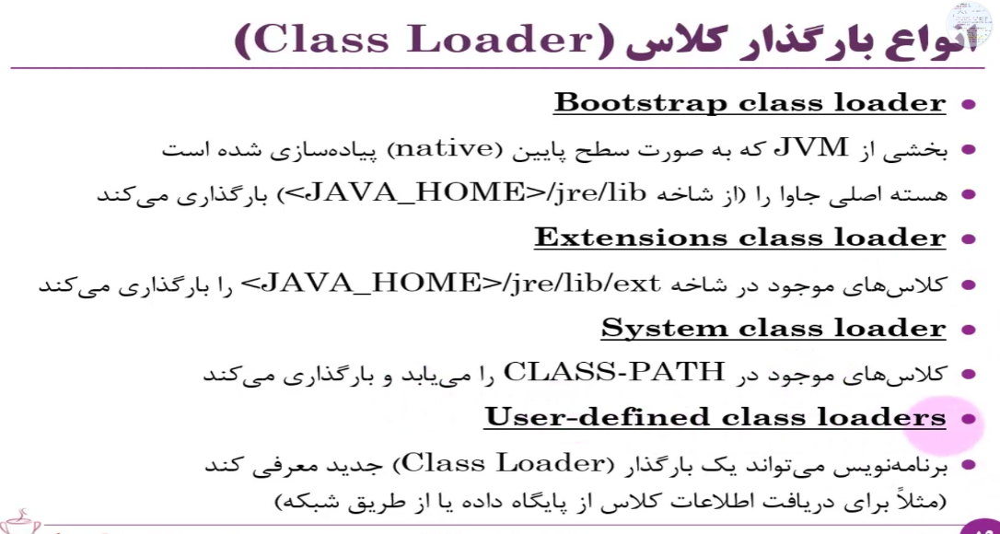 انواع بارگذار کلاس (Class Loader)
Bootstrap class loader
بخشی از JVM که به صورت سطح پایین (native) پیاده‌سازی شده است
هسته اصلی جاوا را (از شاخه <JAVA_HOME>/jre/lib) بارگذاری می‌کند
Extensions class loader
کلاس‌های موجود در شاخه <JAVA_HOME>/jre/lib/ext را بارگذاری می‌کند
System class loader
کلاس‌های موجود در CLASS-PATH را می‌یابد و بارگذاری می‌کند
User-defined class loaders
برنامه‌نویس می‌تواند یک بارگذار (Class Loader) جدید معرفی کند
(مثلاً برای دریافت اطلاعات کلاس از پایگاه داده یا از طریق شبکه)